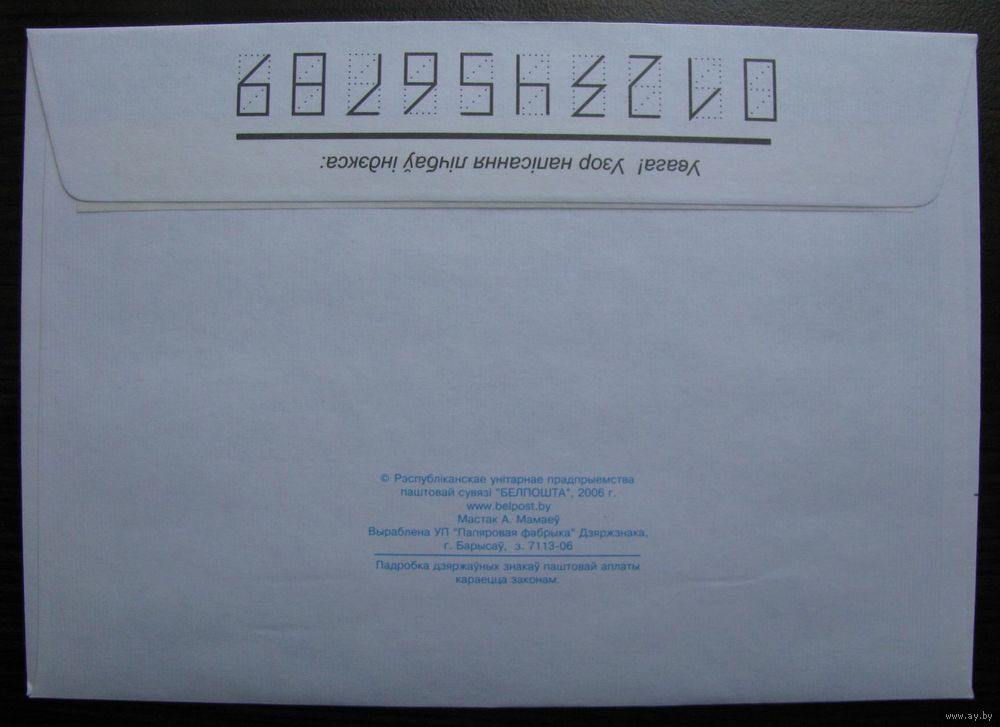 Увага! Узор напісання лічбаў індэкса:
0123456789
© Рэспубліканскае унітарнае прадпрыемства
паштовай сувязі "БЕЛПОШТА", 2006 г.
www.belpost.by
Мастак А. Мамаеў
Выраблена УП "Папяровая фабрыка" Дзяржзнака,
г. Барысаў, з. 7113-06
Падробка дзяржаўных знакаў паштовай аплаты
караецца законам.
www.ay.by